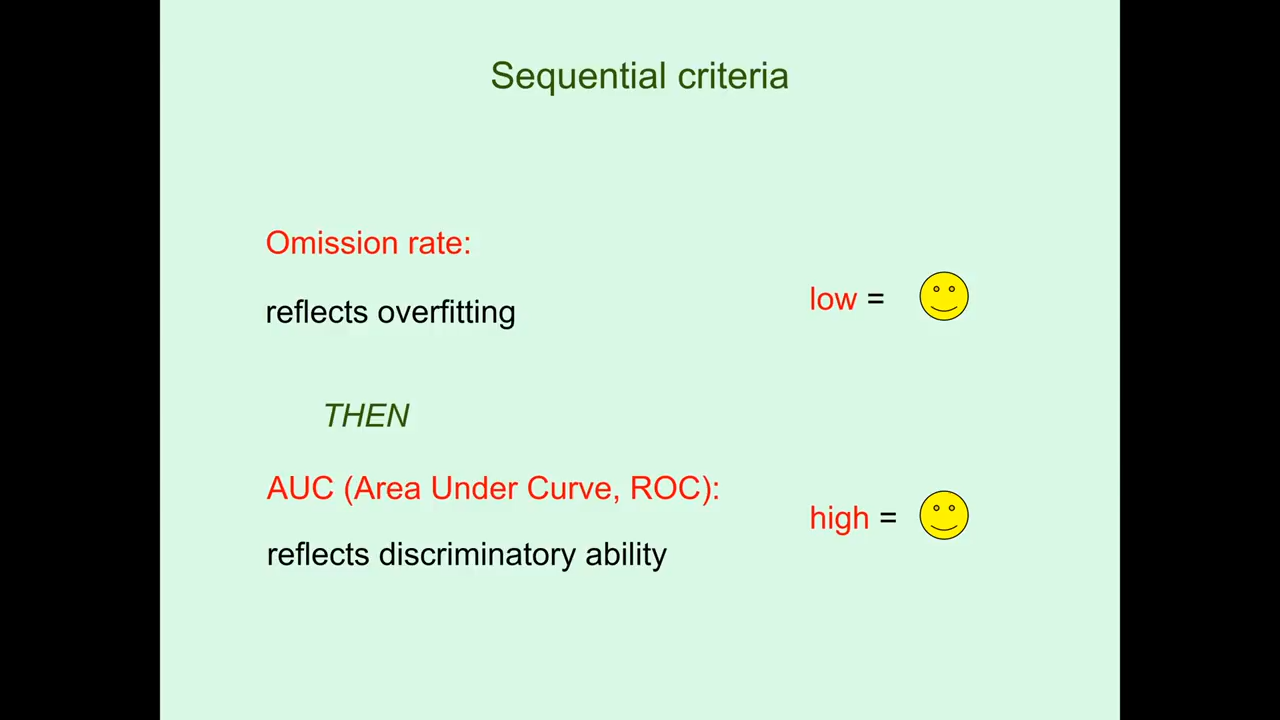 Sequential criteria
Omission rate:
reflects overfitting
low =
THEN
AUC (Area Under Curve, ROC):
high =
reflects discriminatory ability